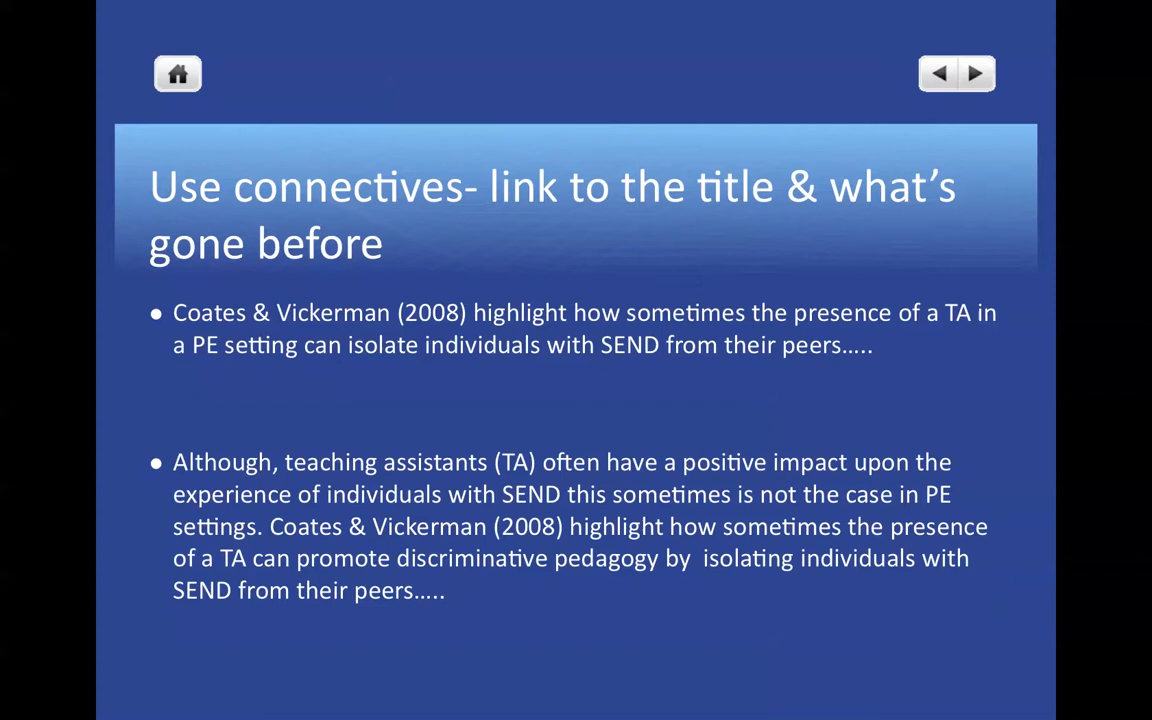 Use connectives- link to the title & what's
gone before
● Coates & Vickerman (2008) highlight how sometimes the presence of a TA in
a PE setting can isolate individuals with SEND from their peers…..
● Although, teaching assistants (TA) often have a positive impact upon the
experience of individuals with SEND this sometimes is not the case in PE
settings. Coates & Vickerman (2008) highlight how sometimes the presence
of a TA can promote discriminative pedagogy by  isolating individuals with
SEND from their peers…..